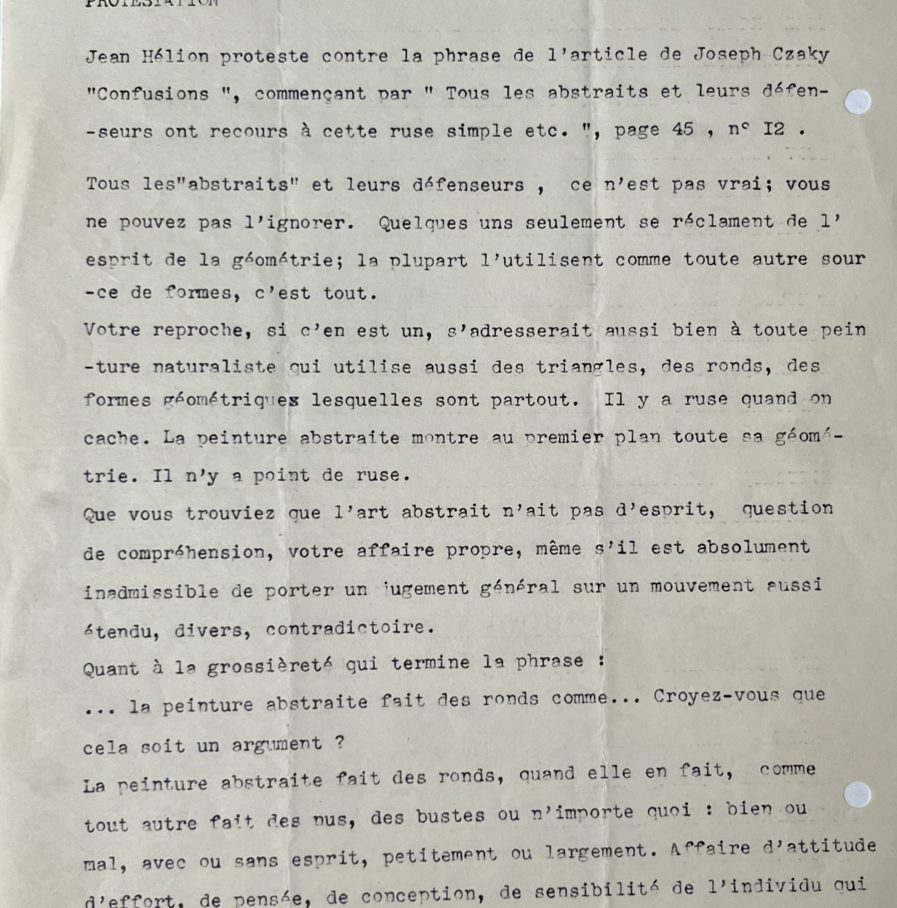 PROTESTATION
Jean Hélion proteste contre la phrase de l'article de Joseph Czaky
"Confusions ", commençant par " Tous les abstraits et leurs défen-
-seurs ont recours à cette ruse simple etc. ", page 45 , n° I2 .
Tous les"abstraits" et leurs défenseurs , ce n'est pas vrai; vous
ne pouvez pas l'ignorer. Quelques uns seulement se réclament de l'
esprit de la géométrie; la plupart l'utilisent comme toute autre sour
-ce de formes, c'est tout.
Votre reproche, si c'en est un, s'adresserait aussi bien à toute pein
-ture naturaliste qui utilise aussi des triangles, des ronds, des
formes géométriques lesquelles sont partout. Il y a ruse quand on
cache. La peinture abstraite montre au premier plan toute sa géomé-
trie. Il n'y a point de ruse.
Que vous trouviez que l'art abstrait n'ait pas d'esprit, question
de compréhension, votre affaire propre, même s'il est absolument
inadmissible de porter un jugement général sur un mouvement aussi
étendu, divers, contradictoire.
Quant à la grossièreté qui termine la phrase :
... la peinture abstraite fait des ronds comme... Croyez-vous que
cela soit un argument ?
La peinture abstraite fait des ronds, quand elle en fait, comme
tout autre fait des nus, des bustes ou n'importe quoi : bien ou
mal, avec ou sans esprit, petitement ou largement. Affaire d'attitude
d'effort, de pensée, de conception, de sensibilité de l'individu qui